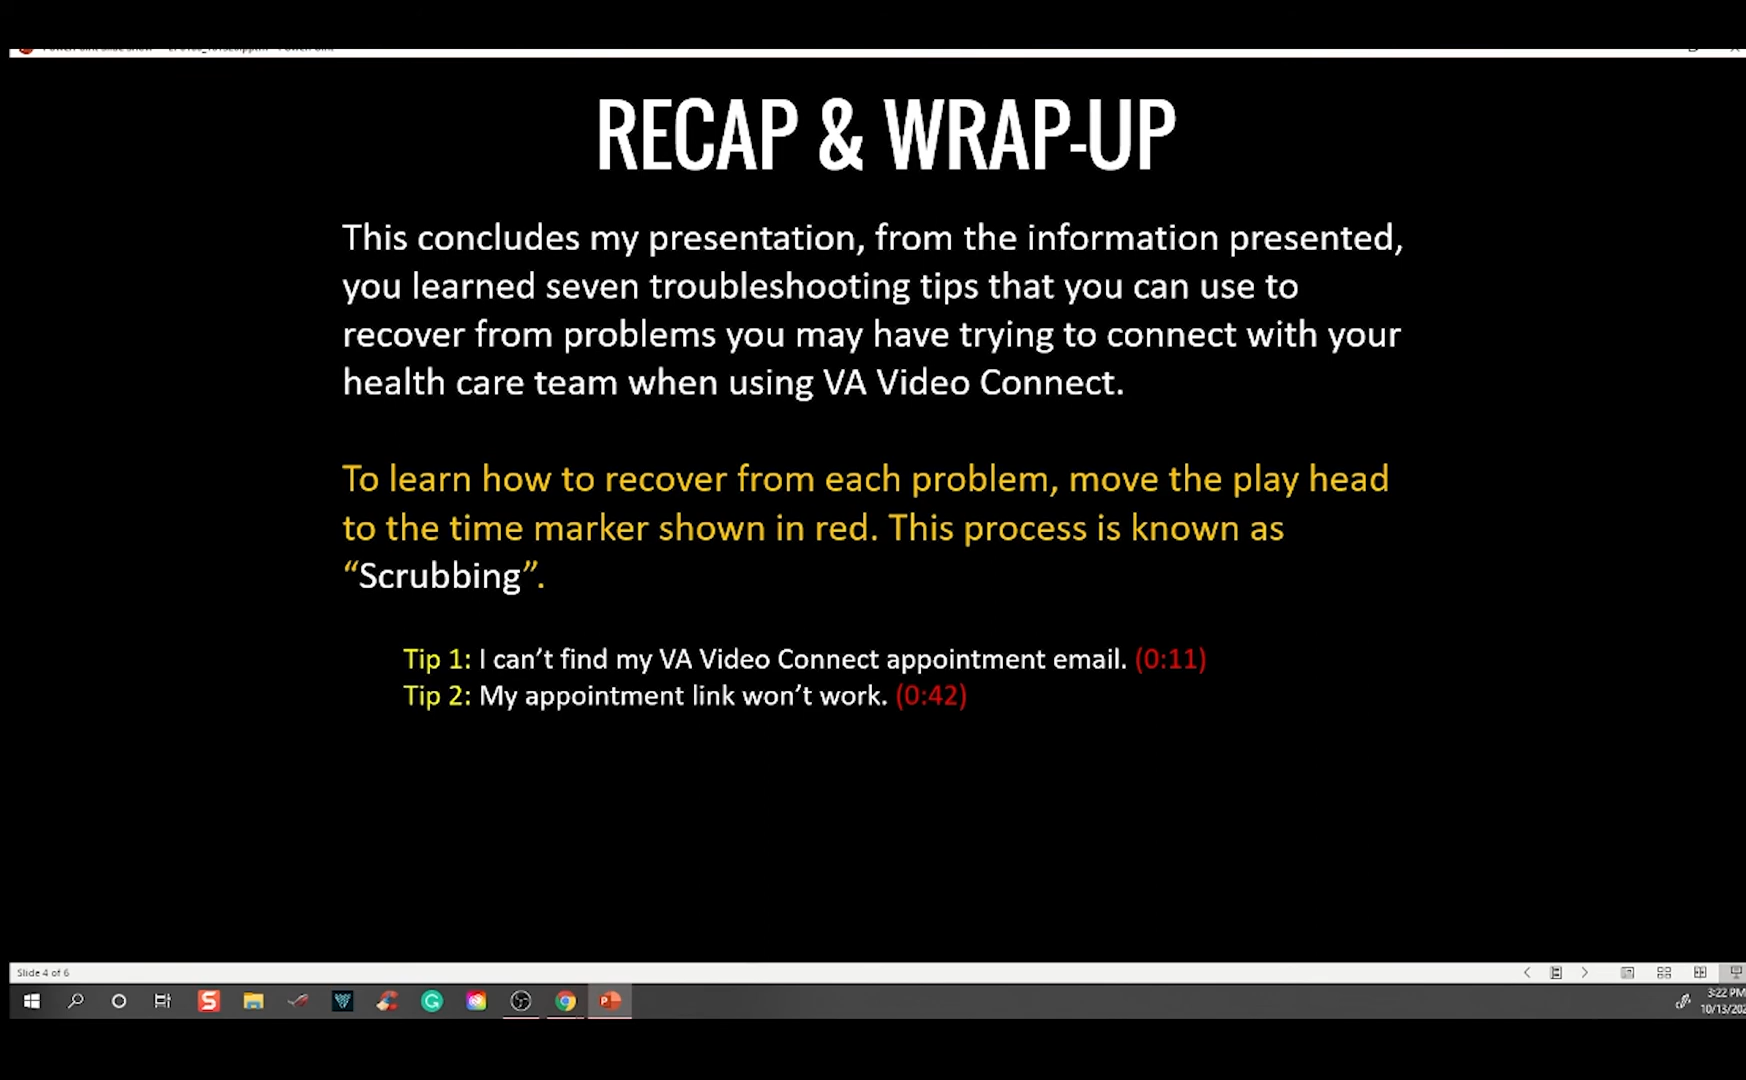 RECAP & WRAP-UP
This concludes my presentation, from the information presented,
you learned seven troubleshooting tips that you can use to
recover from problems you may have trying to connect with your
health care team when using VA Video Connect.
To learn how to recover from each problem, move the play head
to the time marker shown in red. This process is known as
“Scrubbing”.
Tip 1: I can’t find my VA Video Connect appointment email. (0:11)
Tip 2: My appointment link won’t work. (0:42)
Slide 4 of 6
3:22 PM